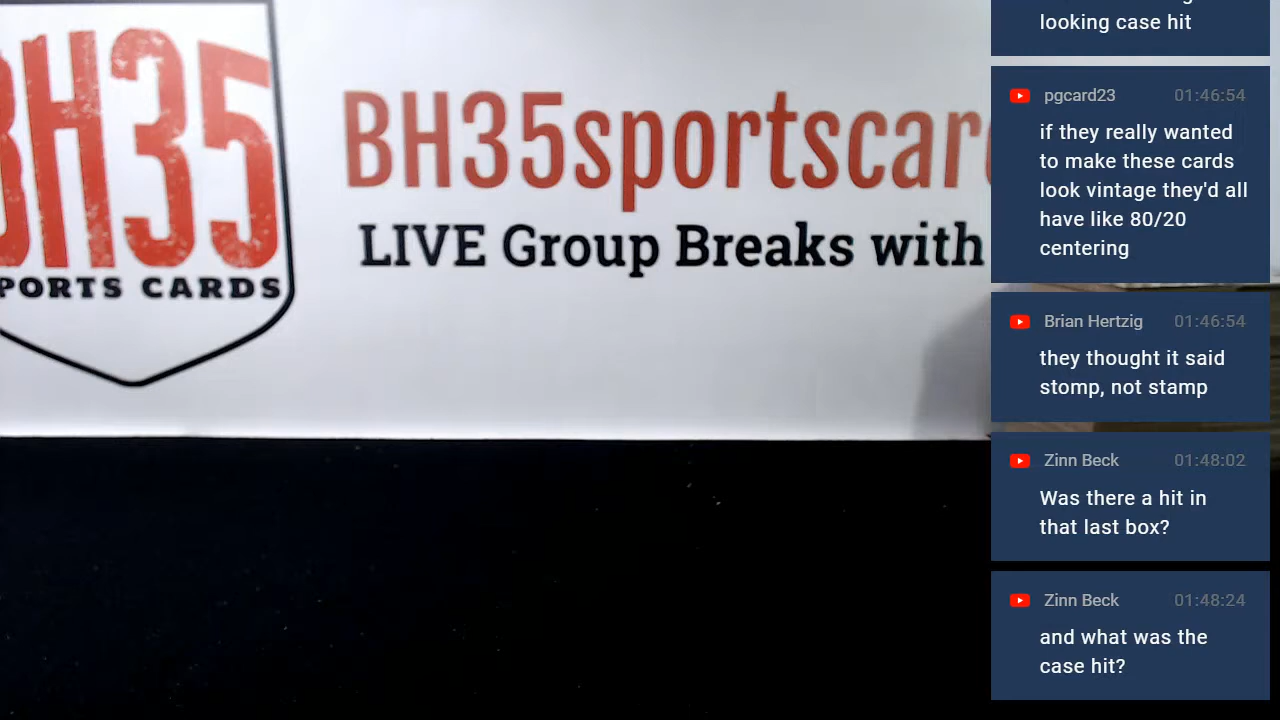 BH35
PORTS CARDS
BH35sportscar
LIVE Group Breaks with
looking case hit
pgcard23 01:46:54
if they really wanted
to make these cards
look vintage they'd all
have like 80/20
centering
Brian Hertzig 01:46:54
they thought it said
stomp, not stamp
Zinn Beck 01:48:02
Was there a hit in
that last box?
Zinn Beck 01:48:24
and what was the
case hit?